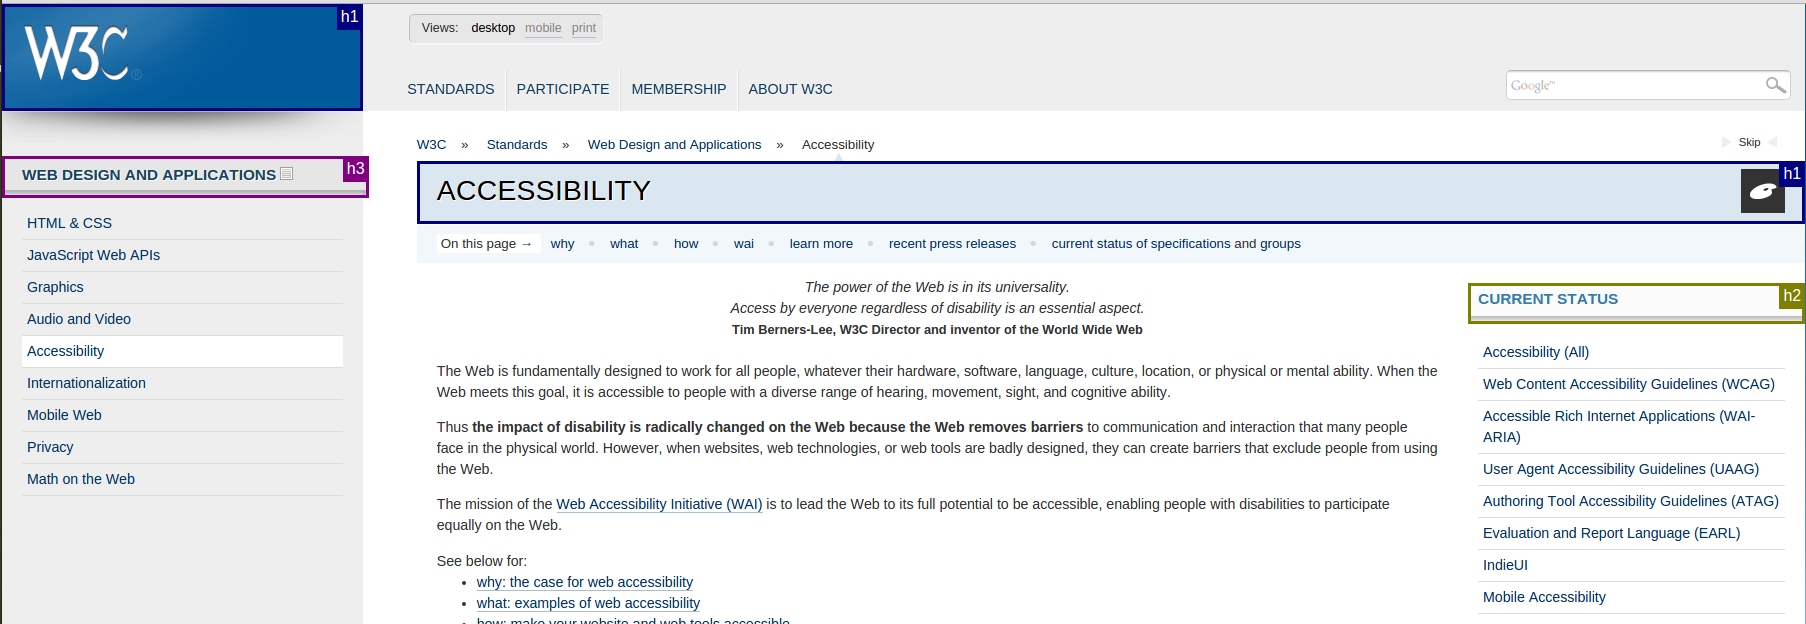 W3C®
h1
Views: desktop mobile print
STANDARDS PARTICIPATE MEMBERSHIP ABOUT W3C
Google™
W3C » Standards » Web Design and Applications » Accessibility
Skip
WEB DESIGN AND APPLICATIONS
h3
HTML & CSS
JavaScript Web APIs
Graphics
Audio and Video
Accessibility
Internationalization
Mobile Web
Privacy
Math on the Web
ACCESSIBILITY
h1
On this page → why • what • how • wai • learn more • recent press releases • current status of specifications and groups
The power of the Web is in its universality.
Access by everyone regardless of disability is an essential aspect.
Tim Berners-Lee, W3C Director and inventor of the World Wide Web
The Web is fundamentally designed to work for all people, whatever their hardware, software, language, culture, location, or physical or mental ability. When the
Web meets this goal, it is accessible to people with a diverse range of hearing, movement, sight, and cognitive ability.
Thus the impact of disability is radically changed on the Web because the Web removes barriers to communication and interaction that many people
face in the physical world. However, when websites, web technologies, or web tools are badly designed, they can create barriers that exclude people from using
the Web.
The mission of the Web Accessibility Initiative (WAI) is to lead the Web to its full potential to be accessible, enabling people with disabilities to participate
equally on the Web.
See below for:
• why: the case for web accessibility
• what: examples of web accessibility
• how: make your website and web tools accessible
CURRENT STATUS
h2
Accessibility (All)
Web Content Accessibility Guidelines (WCAG)
Accessible Rich Internet Applications (WAI-
ARIA)
User Agent Accessibility Guidelines (UAAG)
Authoring Tool Accessibility Guidelines (ATAG)
Evaluation and Report Language (EARL)
IndieUI
Mobile Accessibility